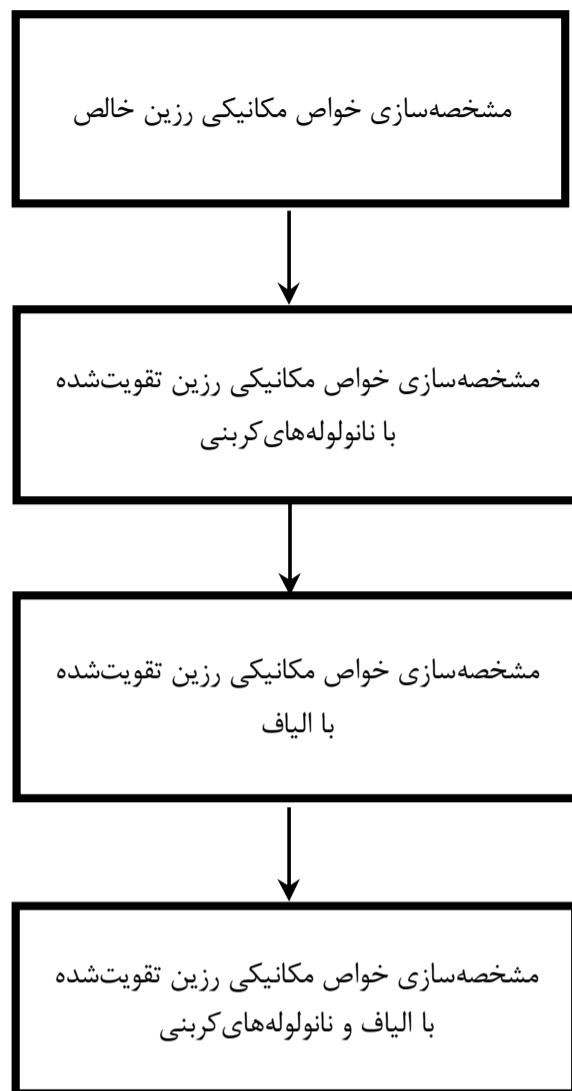 مشخصه‌سازی خواص مکانیکی رزین خالص
مشخصه‌سازی خواص مکانیکی رزین تقویت‌شده
با نانولوله‌های‌کربنی
مشخصه‌سازی خواص مکانیکی رزین تقویت‌شده
با الیاف
مشخصه‌سازی خواص مکانیکی رزین تقویت‌شده
با الیاف و نانولوله‌های‌کربنی